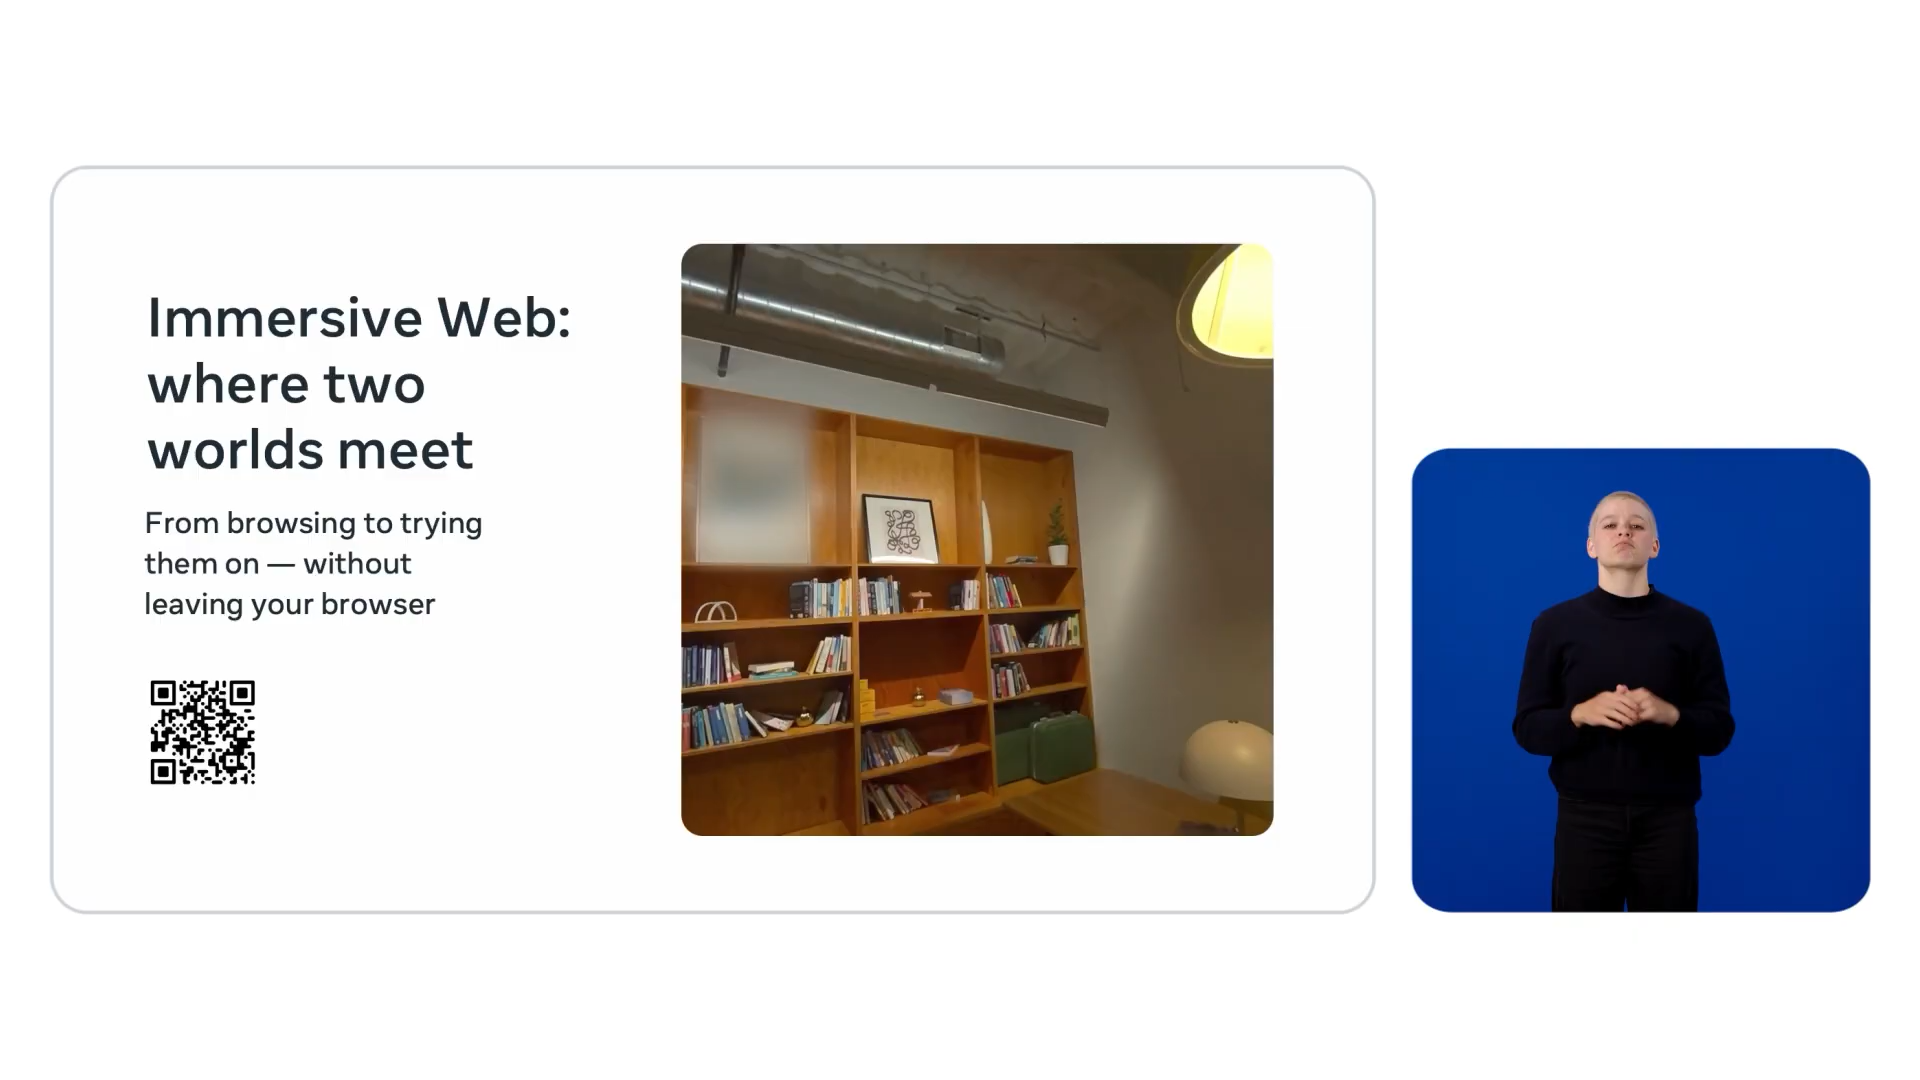 Immersive Web:
where two
worlds meet
From browsing to trying
them on — without
leaving your browser